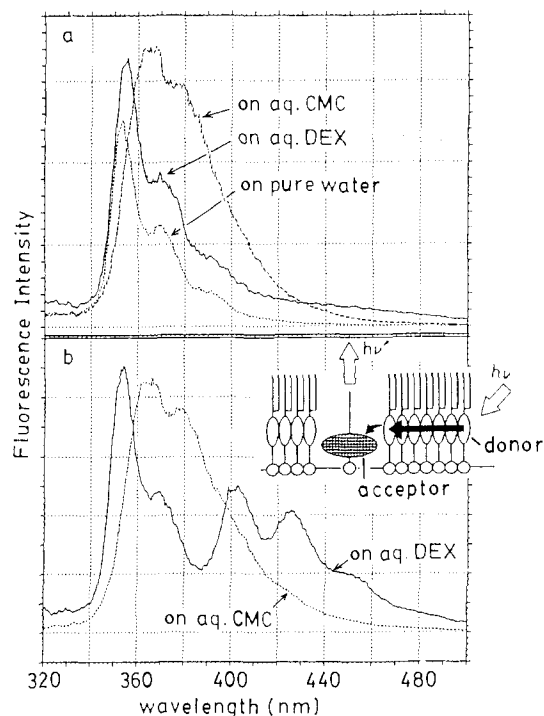 a
on aq. CMC
on aq. DEX
on pure water
Fluorescence Intensity
b
hν'
hν
donor
acceptor
on aq. DEX
on aq. CMC
320 360 400 440 480
wavelength (nm)